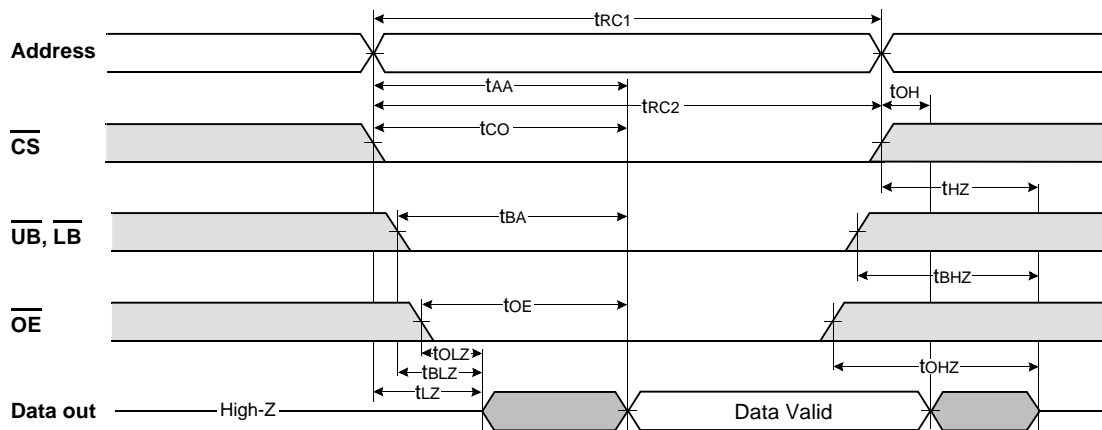 tRC1
Address
tAA
tOH
tRC2
CS
tCO
tHZ
UB, LB
tBA
tBHZ
OE
tOE
tOLZ
tOHZ
tBLZ
tLZ
Data out
High-Z
Data Valid